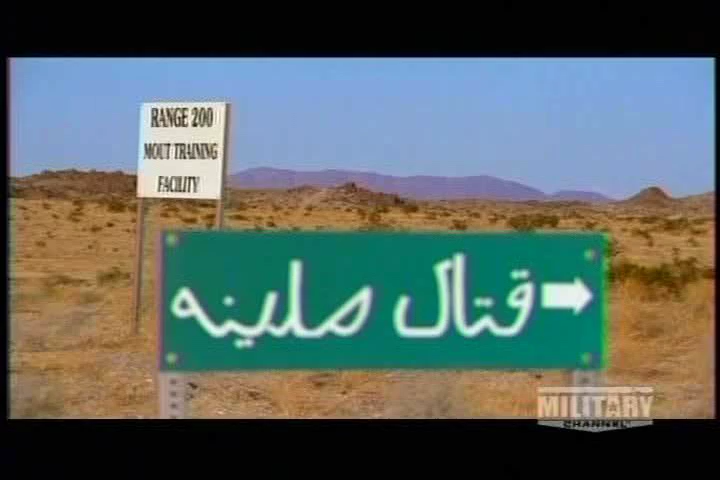 RANGE 200
MOUT TRAINING
FACILITY
قتال ملينه
MILITARY
CHANNEL